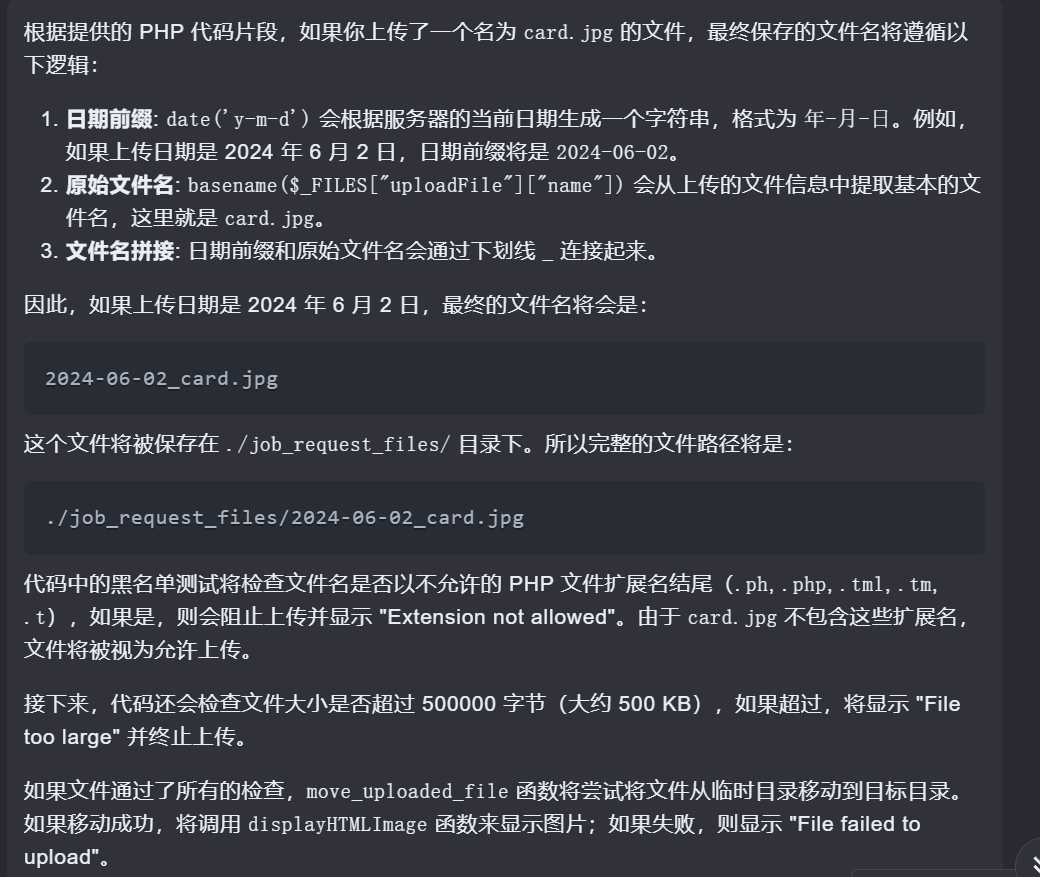 根据提供的 PHP 代码片段，如果你上传了一个名为 card.jpg 的文件，最终保存的文件名将遵循以
下逻辑：
1. 日期前缀: date('y-m-d') 会根据服务器的当前日期生成一个字符串，格式为 年-月-日。例如，
如果上传日期是 2024 年 6 月 2 日，日期前缀将是 2024-06-02。
2. 原始文件名: basename($_FILES["uploadFile"]["name"]) 会从上传的文件信息中提取基本的文
件名，这里就是 card.jpg。
3. 文件名拼接: 日期前缀和原始文件名会通过下划线 _ 连接起来。
因此，如果上传日期是 2024 年 6 月 2 日，最终的文件名将会是：
2024-06-02_card.jpg
这个文件将被保存在 ./job_request_files/ 目录下。所以完整的文件路径将是：
./job_request_files/2024-06-02_card.jpg
代码中的黑名单测试将检查文件名是否以不允许的 PHP 文件扩展名结尾（.ph,.php,.tml,.tm,
.t），如果是，则会阻止上传并显示 "Extension not allowed"。由于 card.jpg 不包含这些扩展名，
文件将被视为允许上传。
接下来，代码还会检查文件大小是否超过 500000 字节（大约 500 KB），如果超过，将显示 "File
too large" 并终止上传。
如果文件通过了所有的检查，move_uploaded_file 函数将尝试将文件从临时目录移动到目标目录。
如果移动成功，将调用 displayHTMLImage 函数来显示图片；如果失败，则显示 "File failed to
upload"。